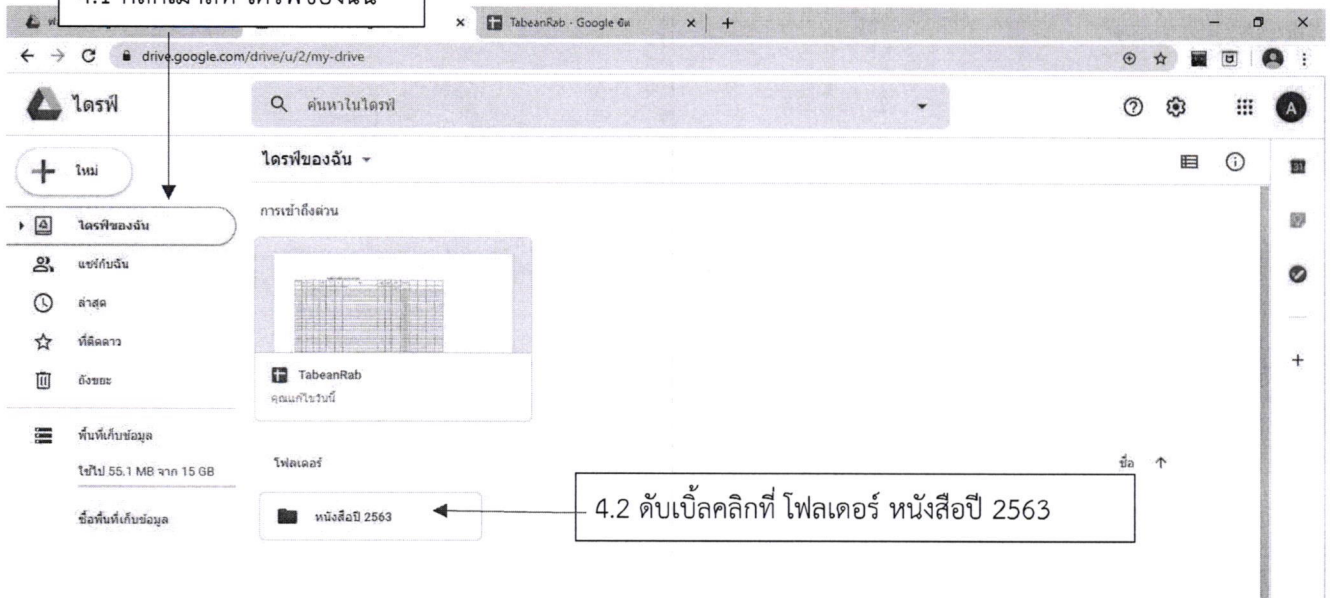 TabeanRab - Google ชีต
drive.google.com/drive/u/2/my-drive
ไดรฟ์
ค้นหาในไดรฟ์
A
ใหม่
ไดรฟ์ของฉัน
ไดรฟ์ของฉัน
แชร์กับฉัน
ล่าสุด
ที่ติดดาว
ถังขยะ
พื้นที่เก็บข้อมูล
ใช้ไป 55.1 MB จาก 15 GB
ซื้อพื้นที่เก็บข้อมูล
การเข้าถึงด่วน
TabeanRab
คุณแก้ไขวันนี้
โฟลเดอร์
ชื่อ
หนังสือปี 2563
4.2 ดับเบิ้ลคลิกที่ โฟลเดอร์ หนังสือปี 2563
31